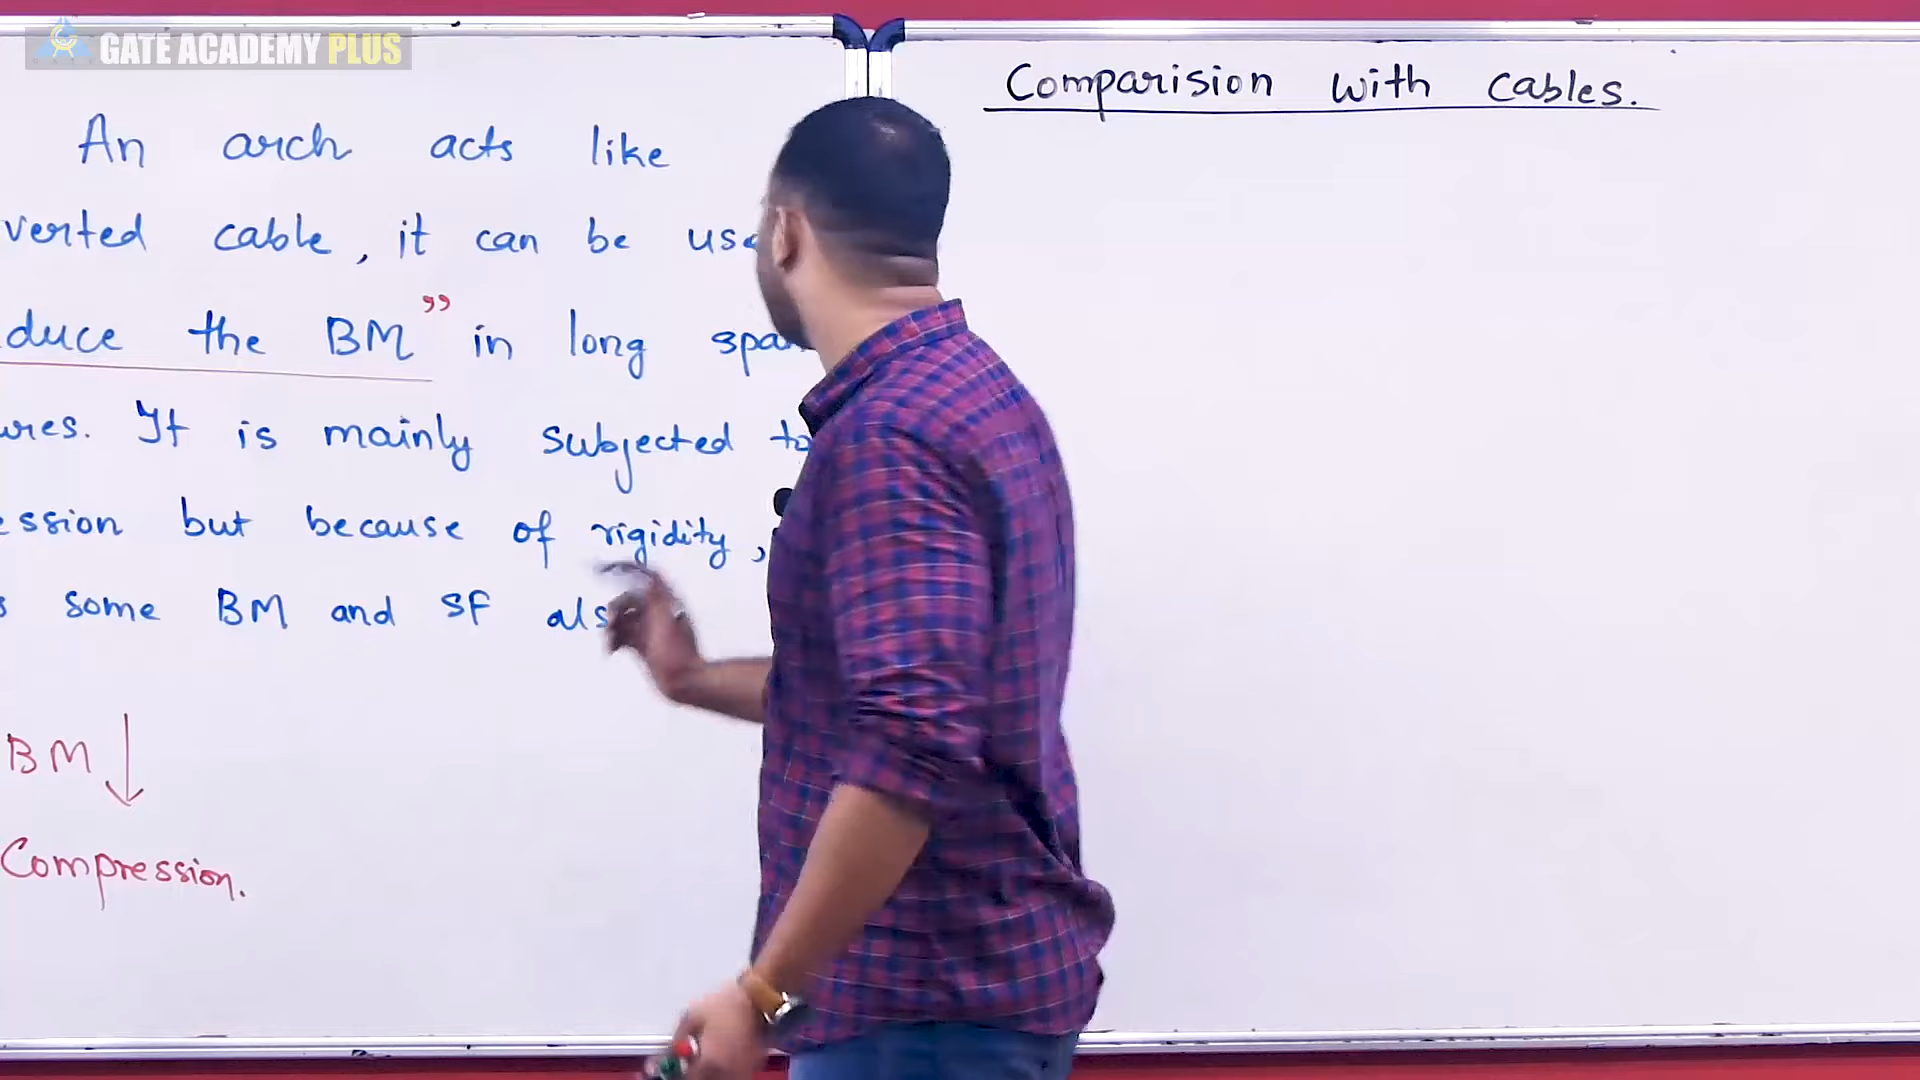 GATE ACADEMY PLUS
An arch acts like
verted cable, it can be use
duce the BM” in long span
ures. It is mainly subjected to
ession but because of rigidity,
s some BM and SF als
BM ↓
Compression.
Comparision with cables.